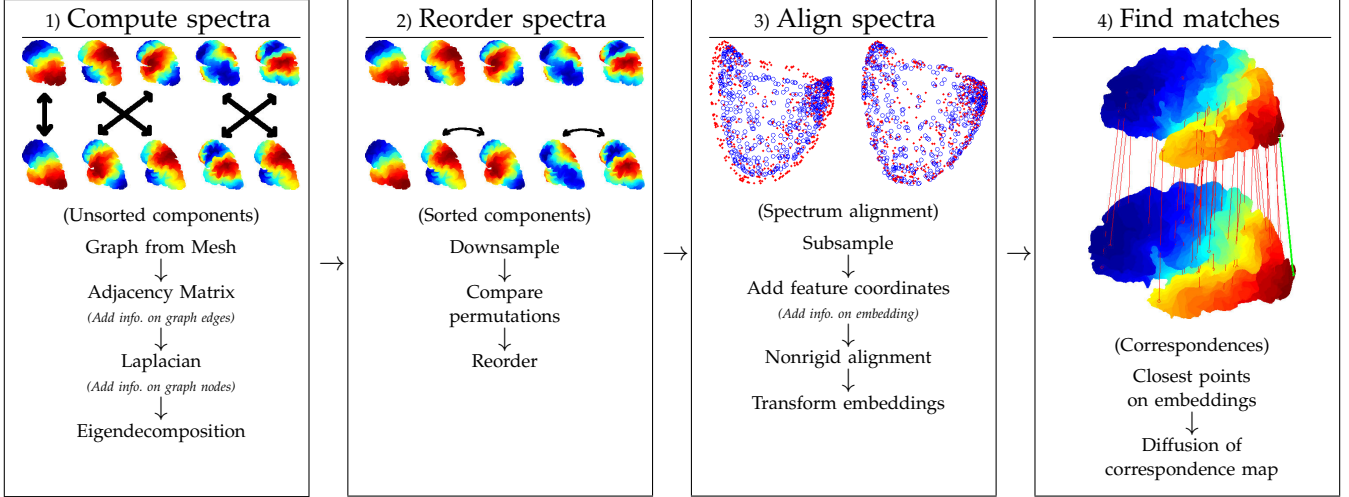 1) Compute spectra
(Unsorted components)
Graph from Mesh
Adjacency Matrix
(Add info. on graph edges)
Laplacian
(Add info. on graph nodes)
Eigendecomposition
2) Reorder spectra
(Sorted components)
Downsample
Compare
permutations
Reorder
3) Align spectra
(Spectrum alignment)
Subsample
Add feature coordinates
(Add info. on embedding)
Nonrigid alignment
Transform embeddings
4) Find matches
(Correspondences)
Closest points
on embeddings
Diffusion of
correspondence map